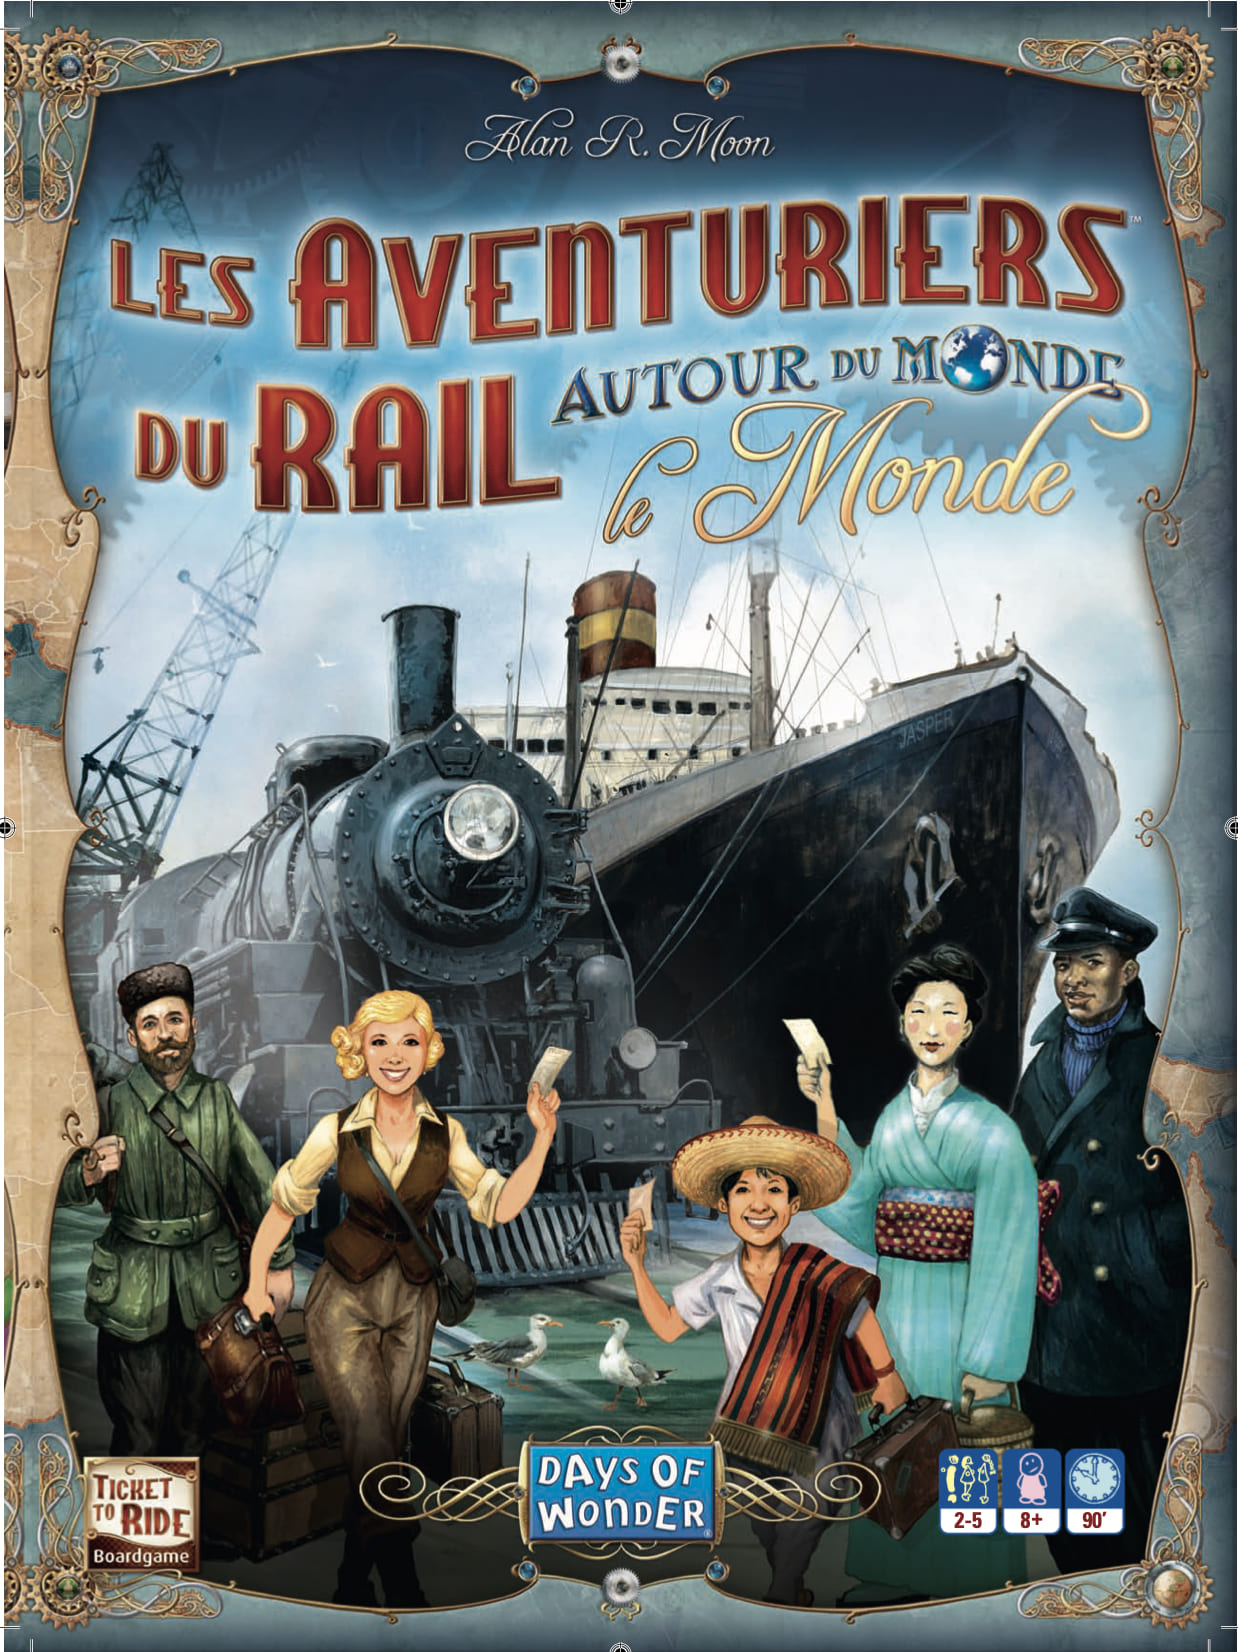 Alan R. Moon
LES AVENTURIERS™
DU RAIL
AUTOUR DU MONDE
le Monde
JASPER
TICKET
TO RIDE
Boardgame
DAYS OF
WONDER®
2-5
8+
90'